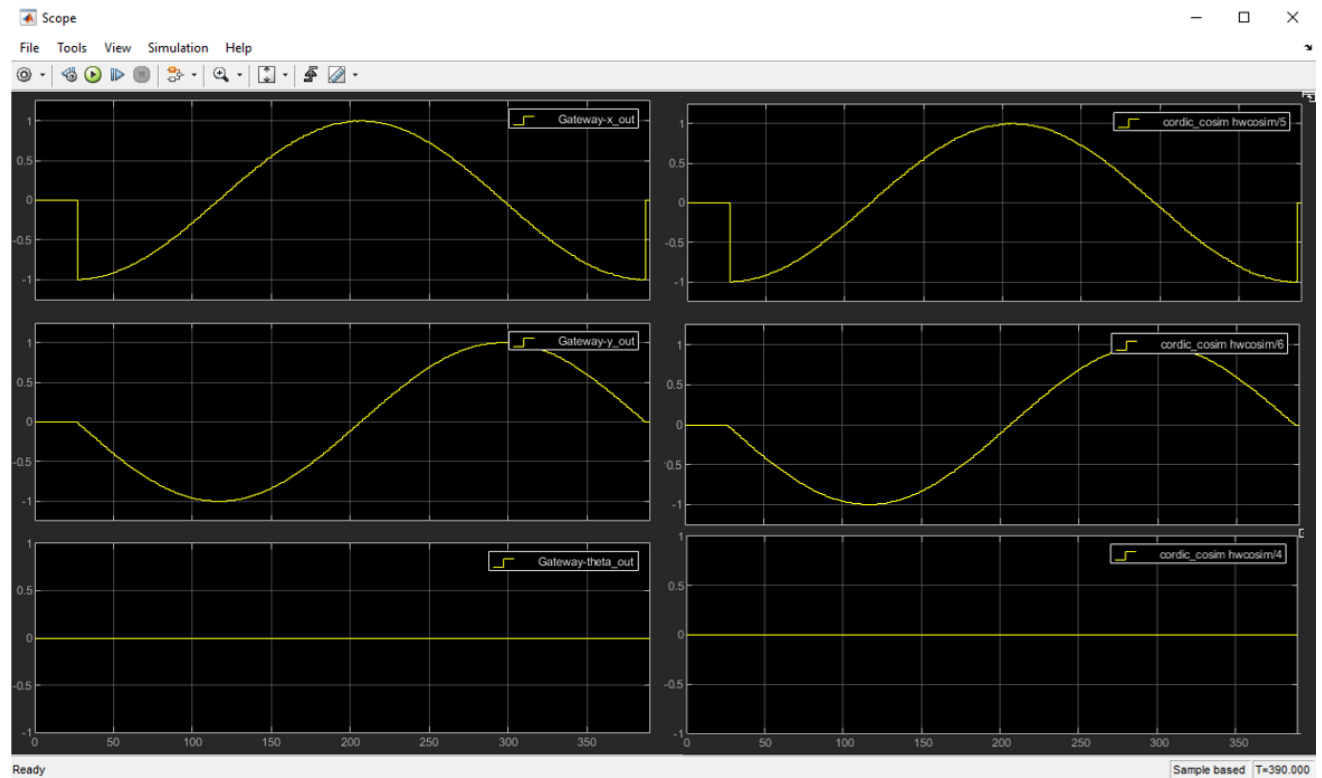 Scope
File Tools View Simulation Help
Gateway-x_out
1
0.5
0
-0.5
-1
cordic_cosim hwcosim/5
1
0.5
0
-0.5
-1
Gateway-y_out
1
0.5
0
-0.5
-1
cordic_cosim hwcosim/6
1
0.5
0
-0.5
-1
Gateway-theta_out
1
0.5
0
-0.5
-1
0 50 100 150 200 250 300 350
cordic_cosim hwcosim/4
1
0.5
0
-0.5
-1
0 50 100 150 200 250 300 350
Ready
Sample based T=390.000